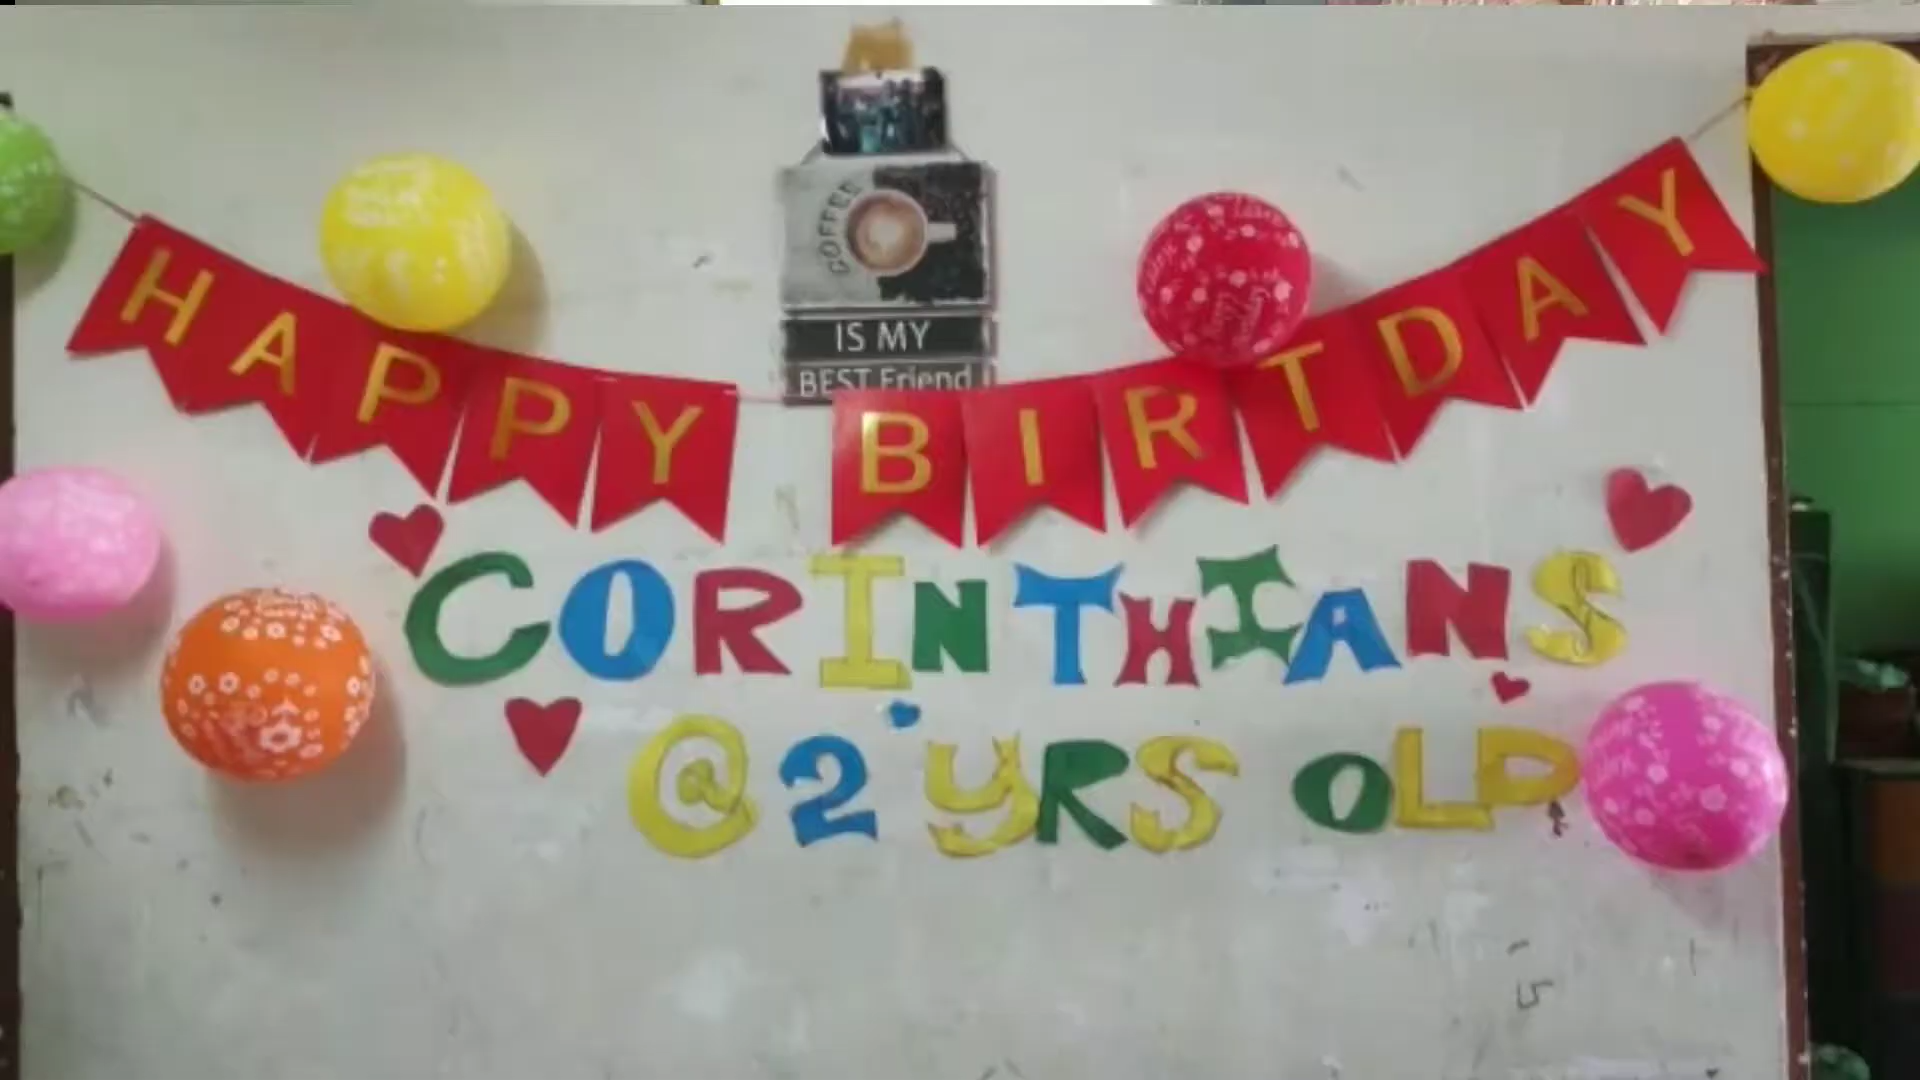 COFFEE
IS MY
BEST Friend
HAPPY BIRTDAY
CORINTHIANS
@ 2 YRS OLD